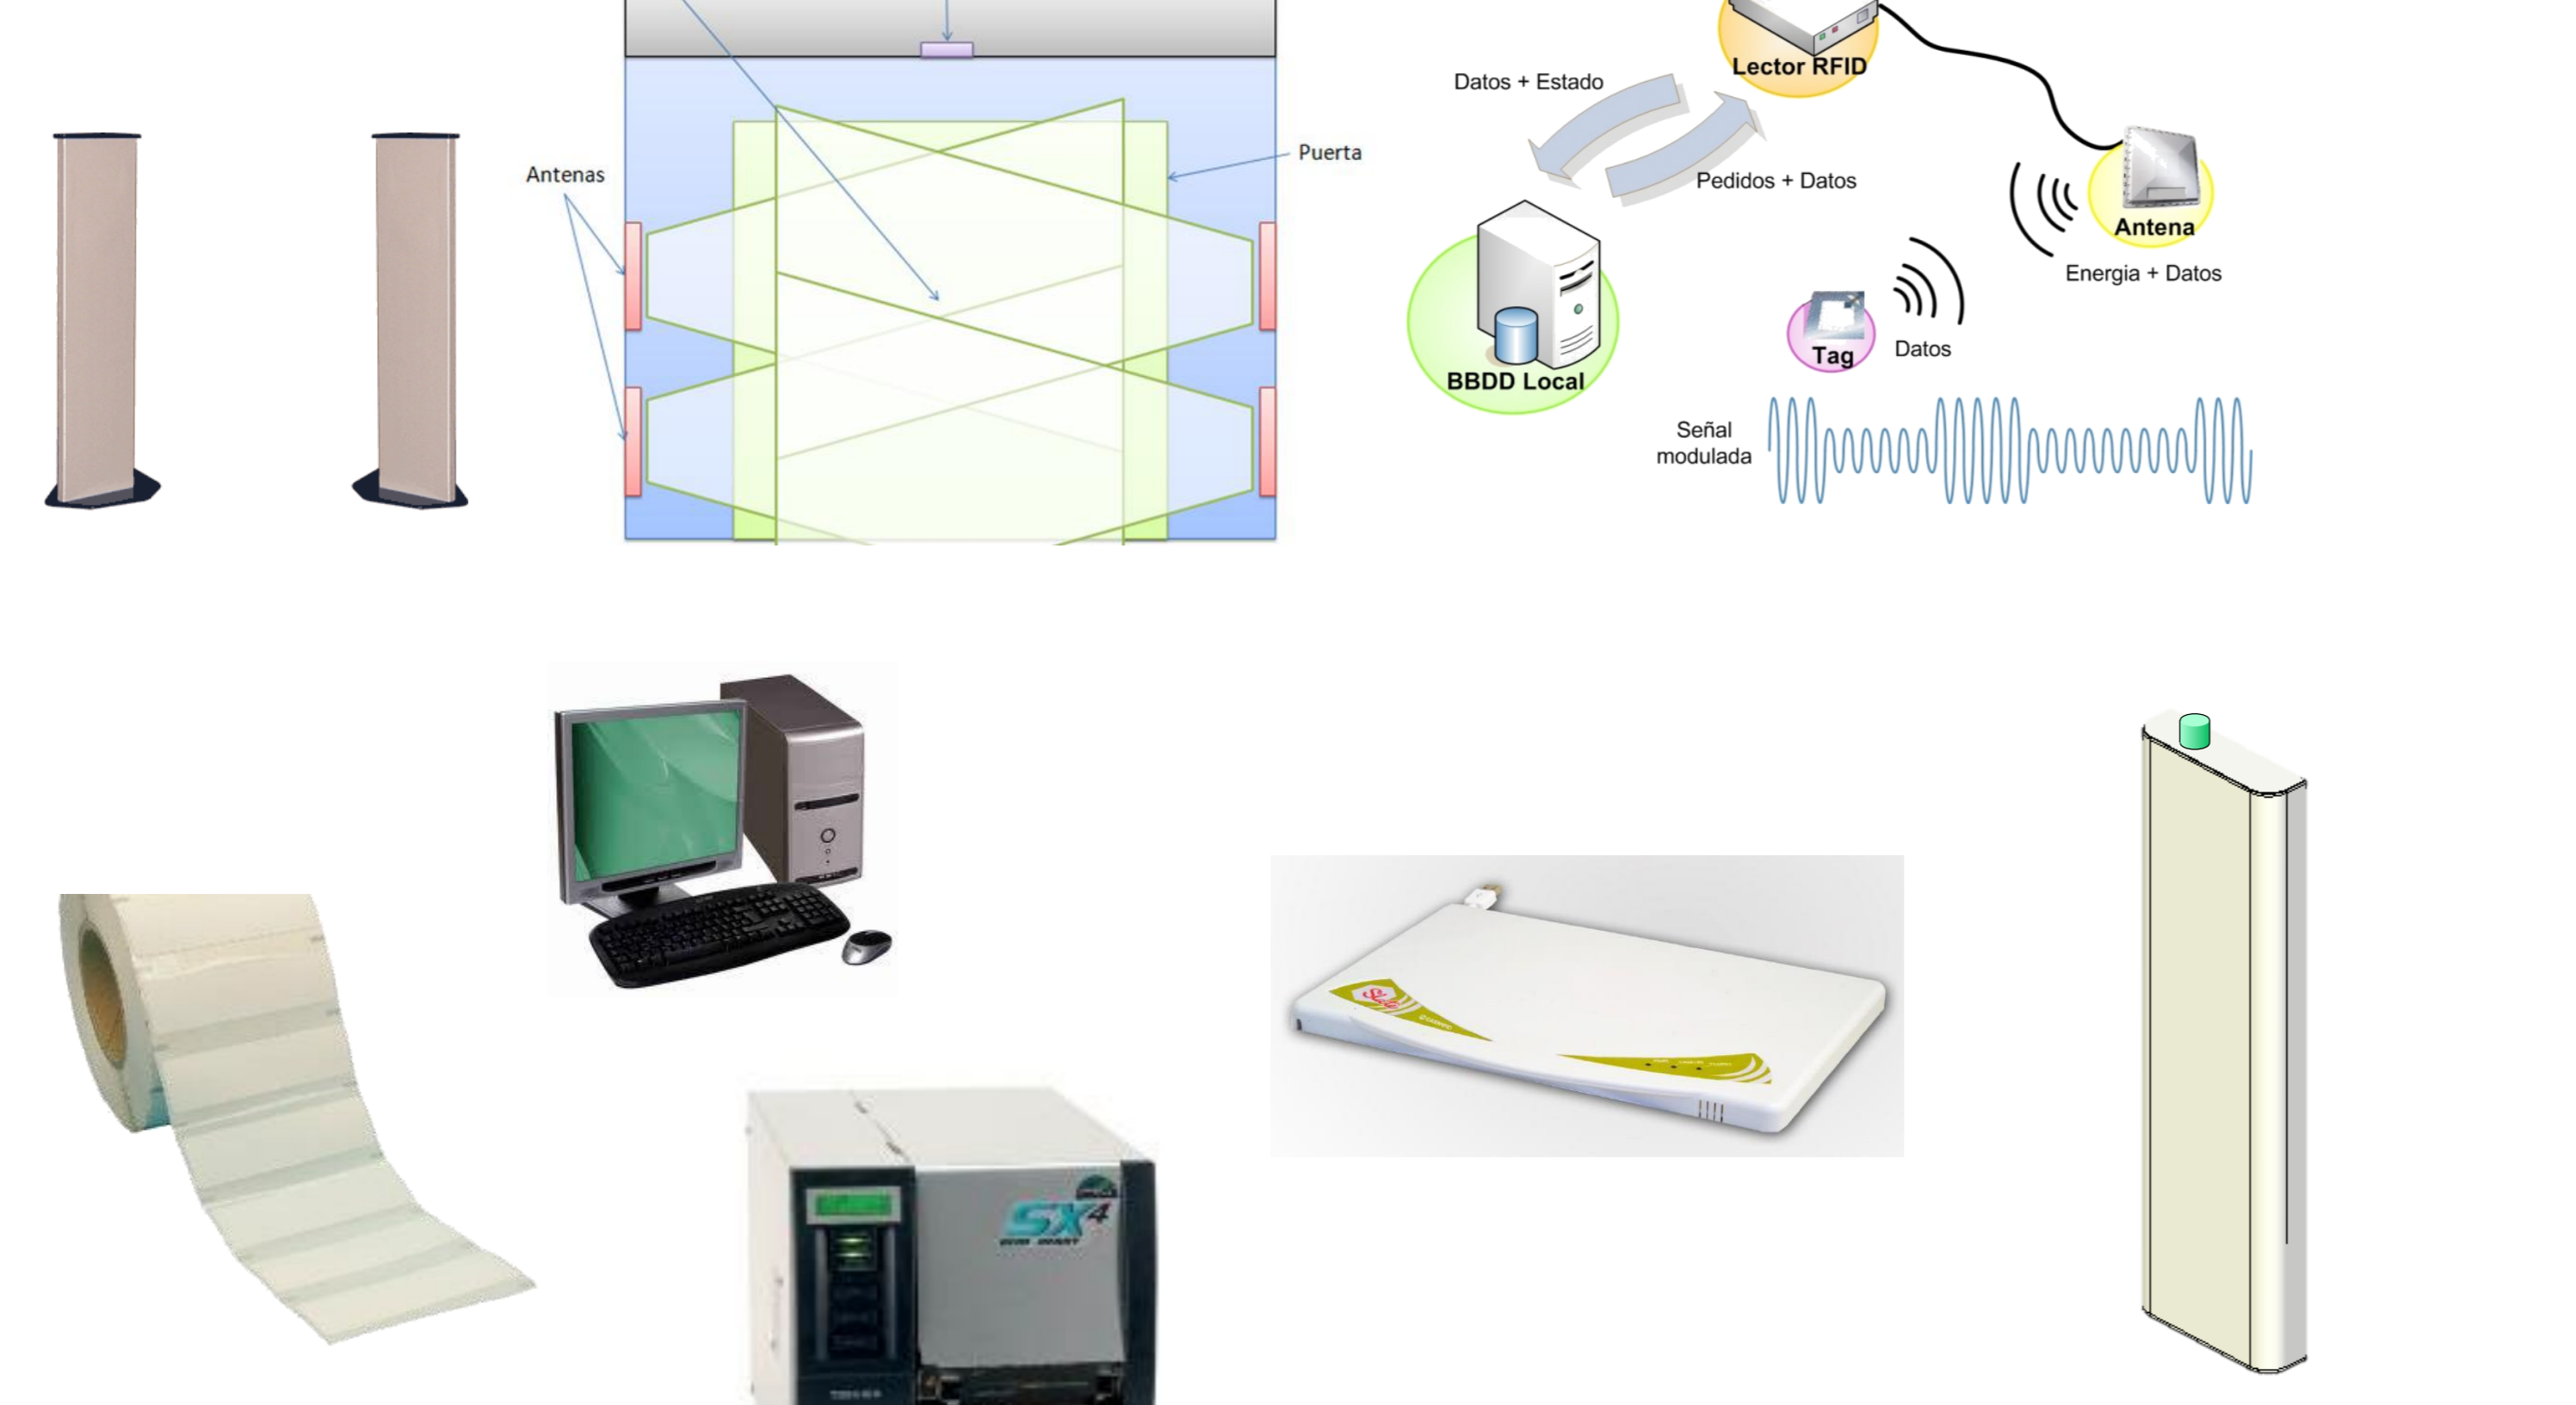 Lector RFID
Datos + Estado
Pedidos + Datos
Antenas
Puerta
Antena
Energia + Datos
Tag
Datos
BBDD Local
Señal
modulada
SX4